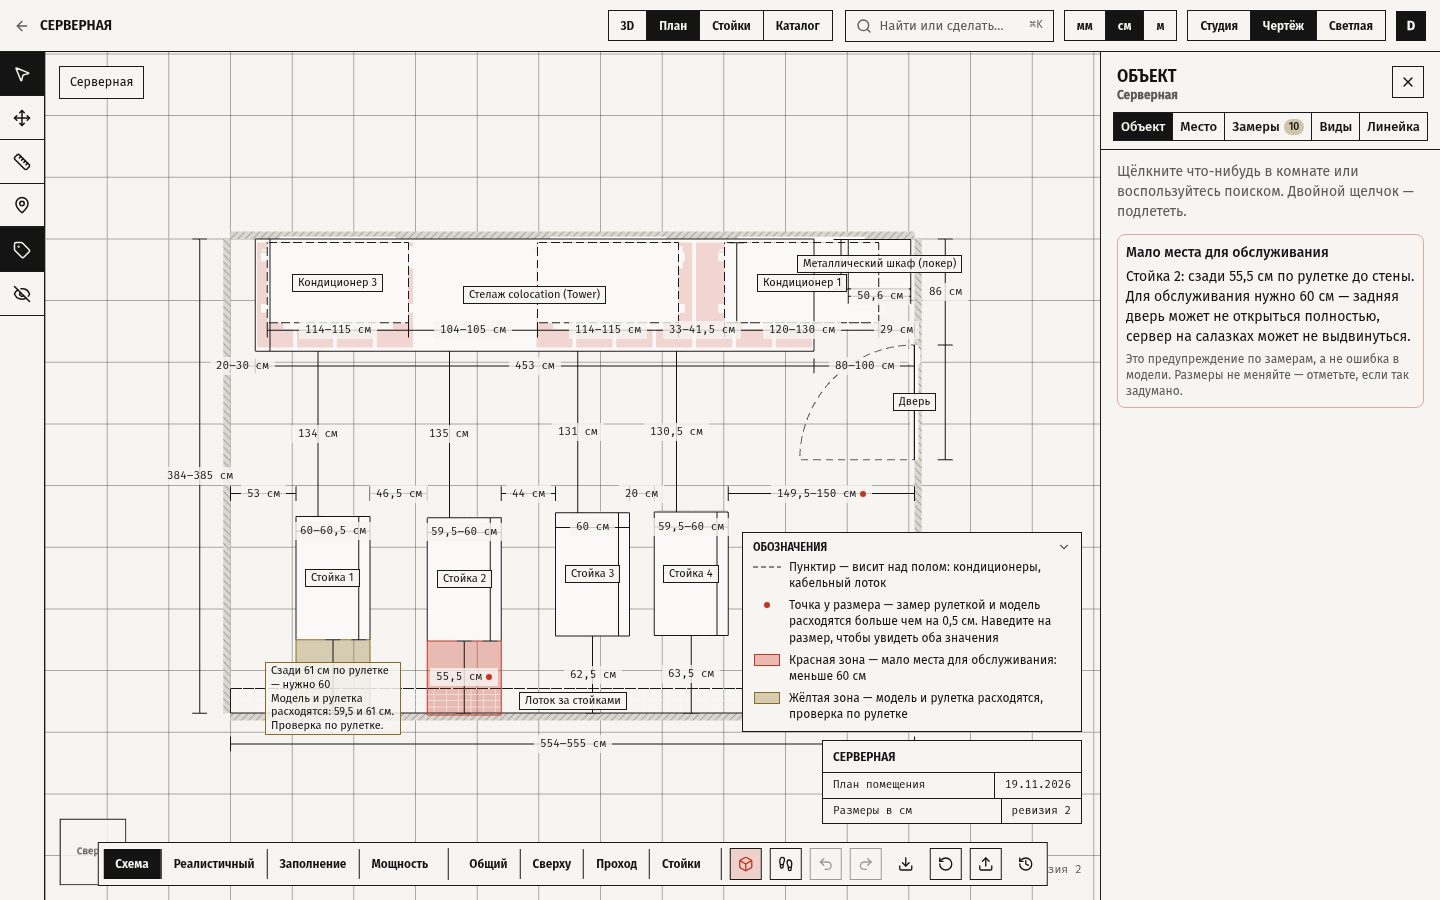 СЕРВЕРНАЯ
3D План Стойки Каталог
Найти или сделать... ⌘K
мм см м
Студия Чертёж Светлая
D
Серверная
ОБЪЕКТ
Серверная
Объект Место Замеры 10 Виды Линейка
Щёлкните что-нибудь в комнате или
воспользуйтесь поиском. Двойной щелчок —
подлететь.
Мало места для обслуживания
Стойка 2: сзади 55,5 см по рулетке до стены.
Для обслуживания нужно 60 см — задняя
дверь может не открыться полностью,
сервер на салазках может не выдвинуться.
Это предупреждение по замерам, а не ошибка в
модели. Размеры не меняйте — отметьте, если так
задумано.
Металлический шкаф (локер)
Кондиционер 3
Кондиционер 1
Стелаж colocation (Tower)
50,6 см
86 см
114–115 см
104–105 см
114–115 см
33–41,5 см
120–130 см
29 см
20–30 см
453 см
80–100 см
Дверь
134 см
135 см
131 см
130,5 см
384–385 см
53 см
46,5 см
44 см
20 см
149,5–150 см
60–60,5 см
59,5–60 см
60 см
59,5–60 см
Стойка 1
Стойка 2
Стойка 3
Стойка 4
Сзади 61 см по рулетке
— нужно 60
Модель и рулетка
расходятся: 59,5 и 61 см.
Проверка по рулетке.
55,5 см
62,5 см
63,5 см
Лоток за стойками
554–555 см
ОБОЗНАЧЕНИЯ
Пунктир — висит над полом: кондиционеры,
кабельный лоток
Точка у размера — замер рулеткой и модель
расходятся больше чем на 0,5 см. Наведите на
размер, чтобы увидеть оба значения
Красная зона — мало места для обслуживания:
меньше 60 см
Жёлтая зона — модель и рулетка расходятся,
проверка по рулетке
СЕРВЕРНАЯ
План помещения 19.11.2026
Размеры в см ревизия 2
Схема Реалистичный Заполнение Мощность Общий Сверху Проход Стойки
зия 2